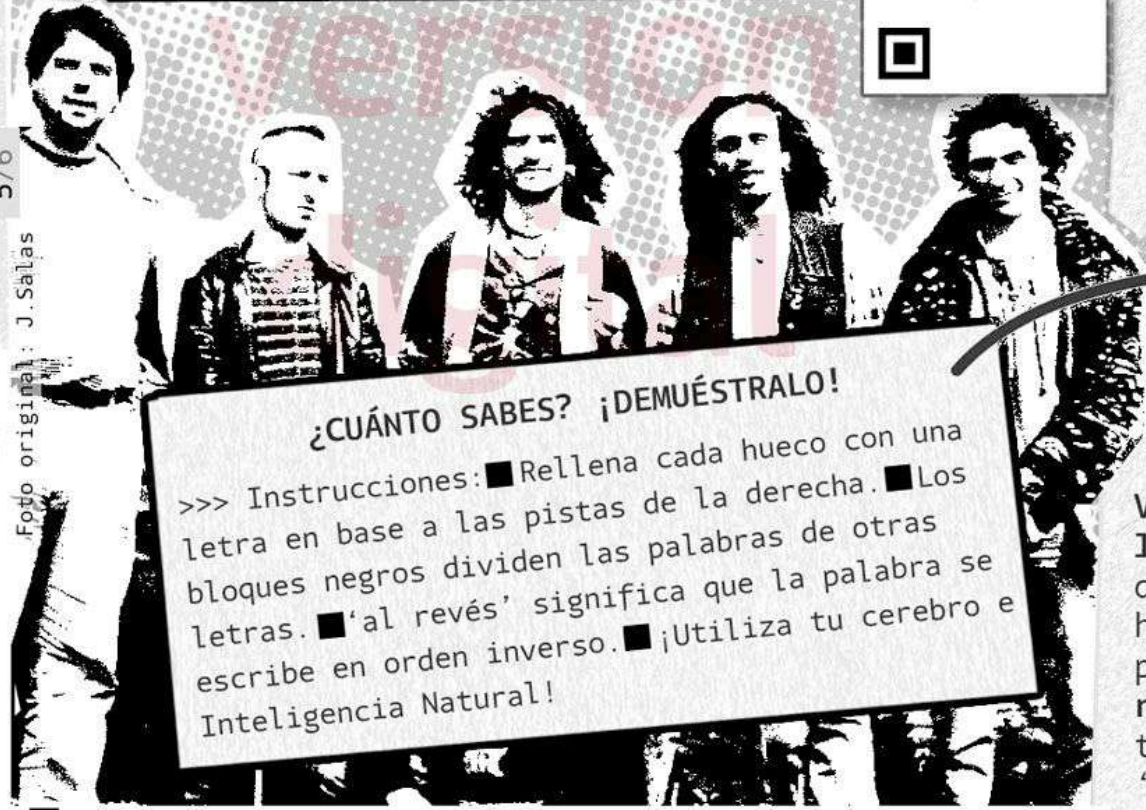 version
digital
5/6
Foto original: J.Salas
¿CUÁNTO SABES? ¡DEMUÉSTRALO!
>>> Instrucciones:■Rellena cada hueco con una
letra en base a las pistas de la derecha.■Los
bloques negros dividen las palabras de otras
letras.■‘al revés’ significa que la palabra se
escribe en orden inverso.■¡Utiliza tu cerebro e
Inteligencia Natural!